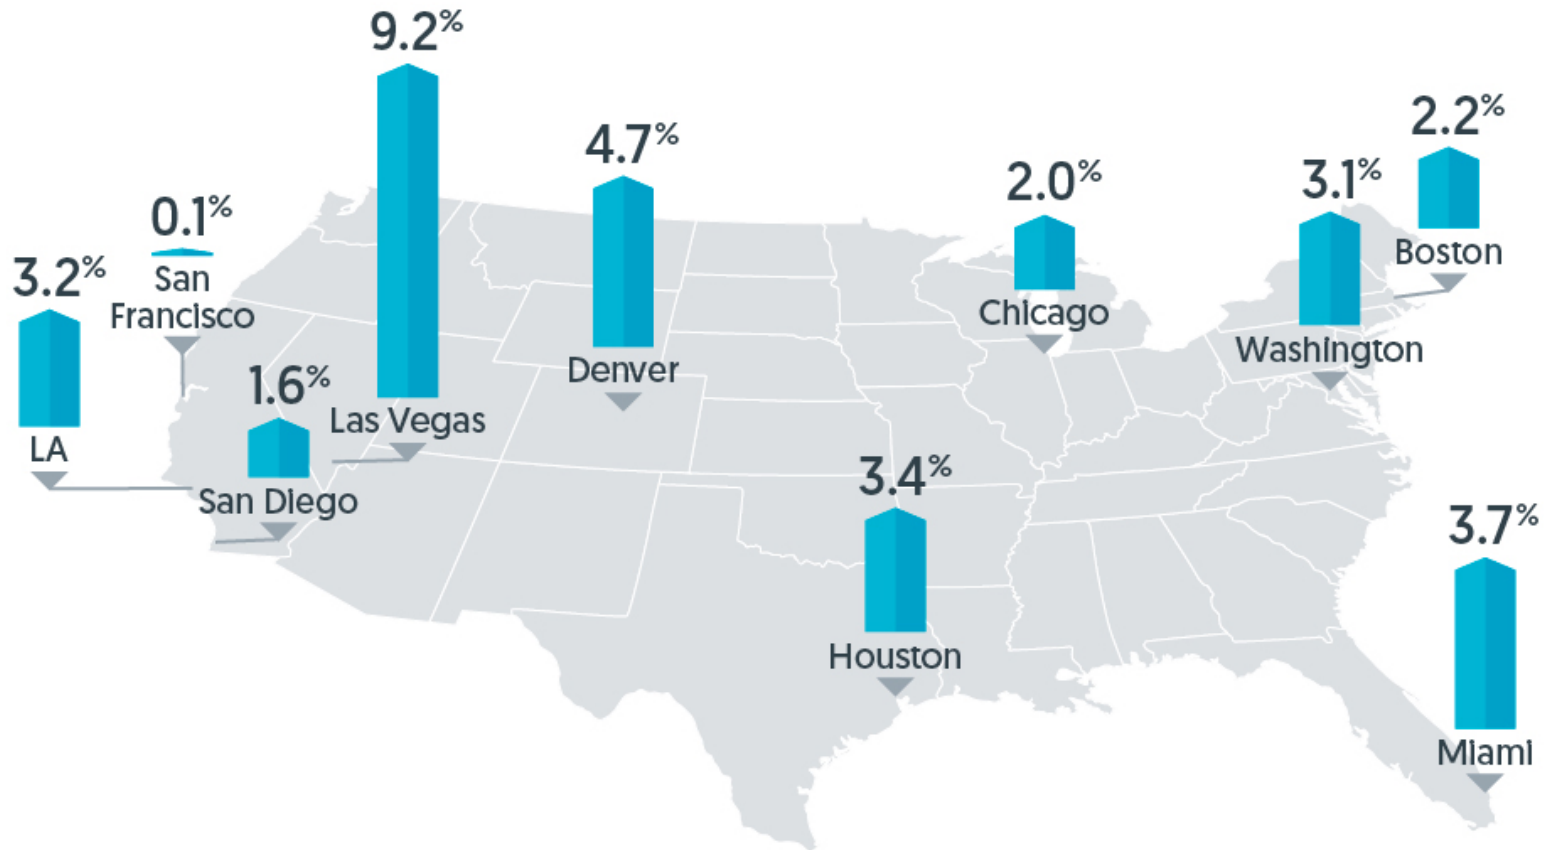 9.2%
Las Vegas
4.7%
Denver
2.2%
Boston
2.0%
Chicago
3.1%
Washington
0.1%
San
Francisco
3.2%
LA
1.6%
San Diego
3.4%
Houston
3.7%
Miami